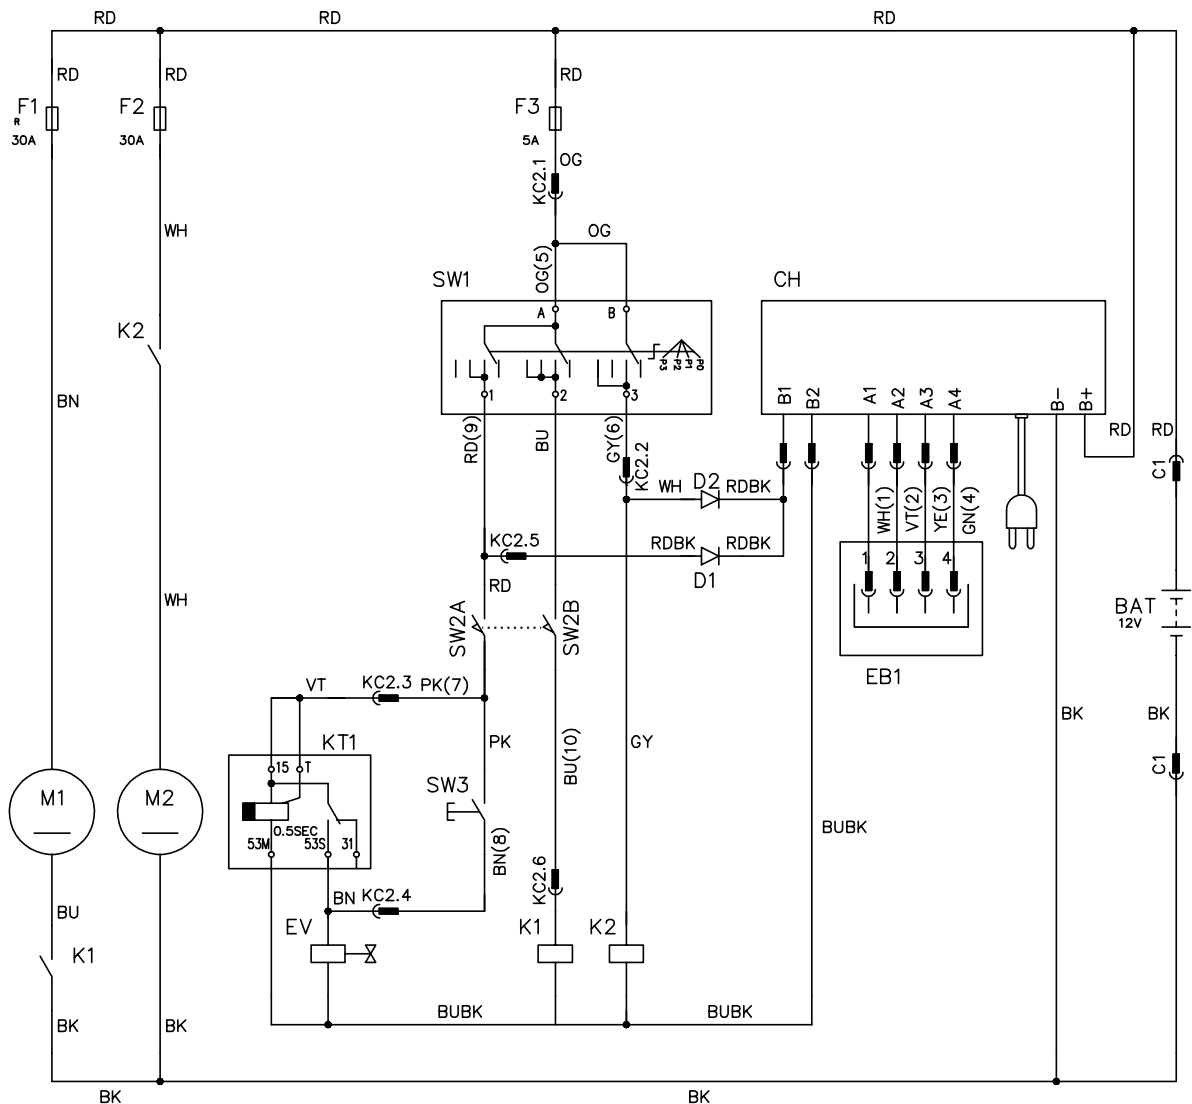 RD RD RD
RD RD RD
F1 F2 F3
R
30A 30A 5A
OG
KC2.1
WH OG
OG(5)
SW1 CH
A B
K2
P3 P2 P1 P0
1 2 3
B1 B2 A1 A2 A3 A4 B- B+
BN
RD(9) BU GY(6) KC2.2
RD RD
C1
WH D2 RDBK
WH(1) VT(2) YE(3) GN(4)
KC2.5 RDBK RDBK
D1
1 2 3 4
RD
WH
SW2A SW2B
BAT
12V
EB1
VT KC2.3 PK(7)
BK BK
KT1 PK BU(10) GY
C1
15 T
M1 M2
SW3
0.5SEC
53M 53S 31
BUBK
BN(8)
KC2.6
BN KC2.4
BU EV K1 K2
K1
BUBK BUBK
BK BK
BK BK